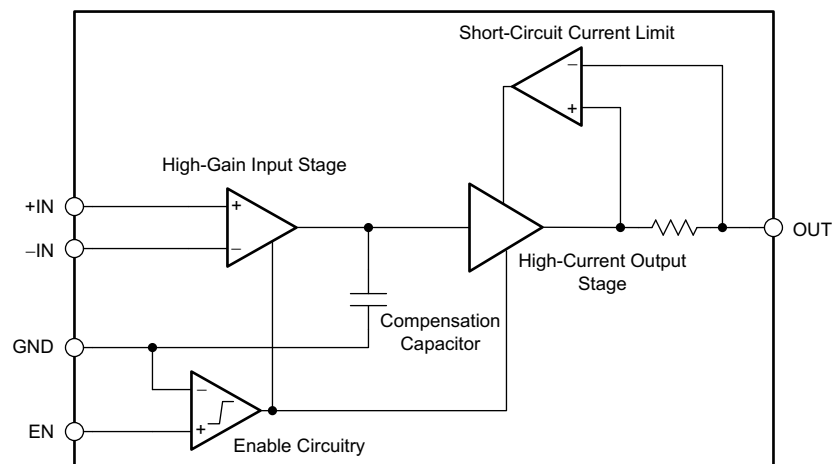 Short-Circuit Current Limit
−
+
High-Gain Input Stage
+IN
+
−IN
−
OUT
High-Current Output
Stage
Compensation
Capacitor
GND
−
EN
+
Enable Circuitry